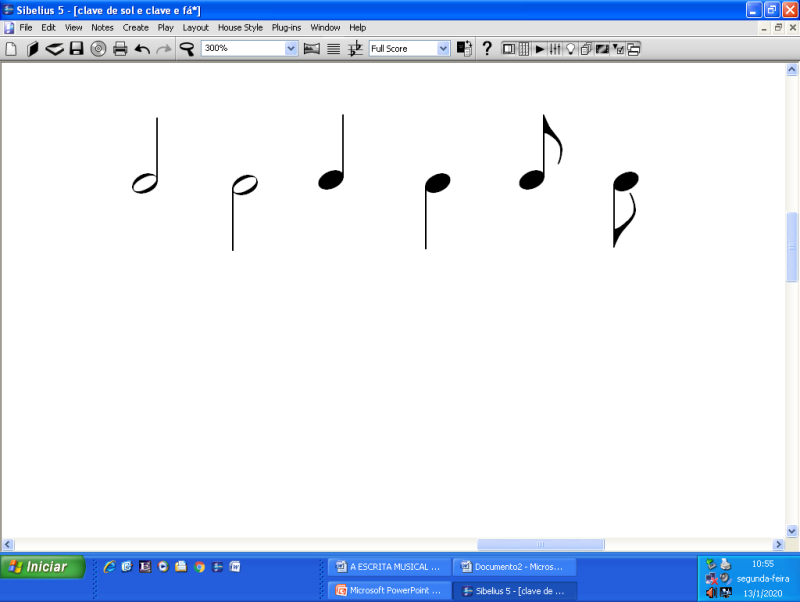 Sibelius 5 - [clave de sol e clave e fá*]
File Edit View Notes Create Play Layout House Style Plug-ins Window Help
300% Full Score
Iniciar
A ESCRITA MUSICAL ... Documento2 - Micros...
Microsoft PowerPoint ... Sibelius 5 - [clave de ...
10:55
segunda-feira
13/1/2020